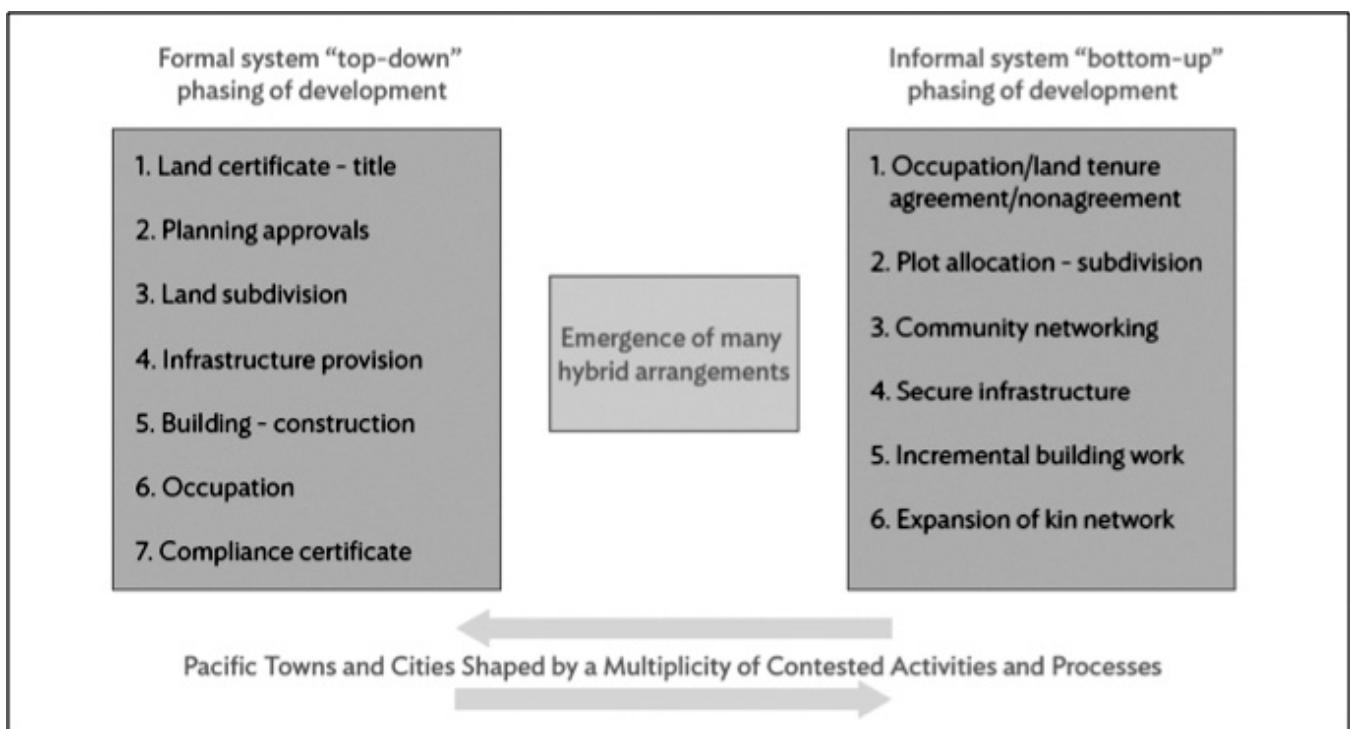 Formal system “top-down”
phasing of development
1. Land certificate - title
2. Planning approvals
3. Land subdivision
4. Infrastructure provision
5. Building - construction
6. Occupation
7. Compliance certificate
Emergence of many
hybrid arrangements
Informal system “bottom-up”
phasing of development
1. Occupation/land tenure
agreement/nonagreement
2. Plot allocation - subdivision
3. Community networking
4. Secure infrastructure
5. Incremental building work
6. Expansion of kin network
Pacific Towns and Cities Shaped by a Multiplicity of Contested Activities and Processes